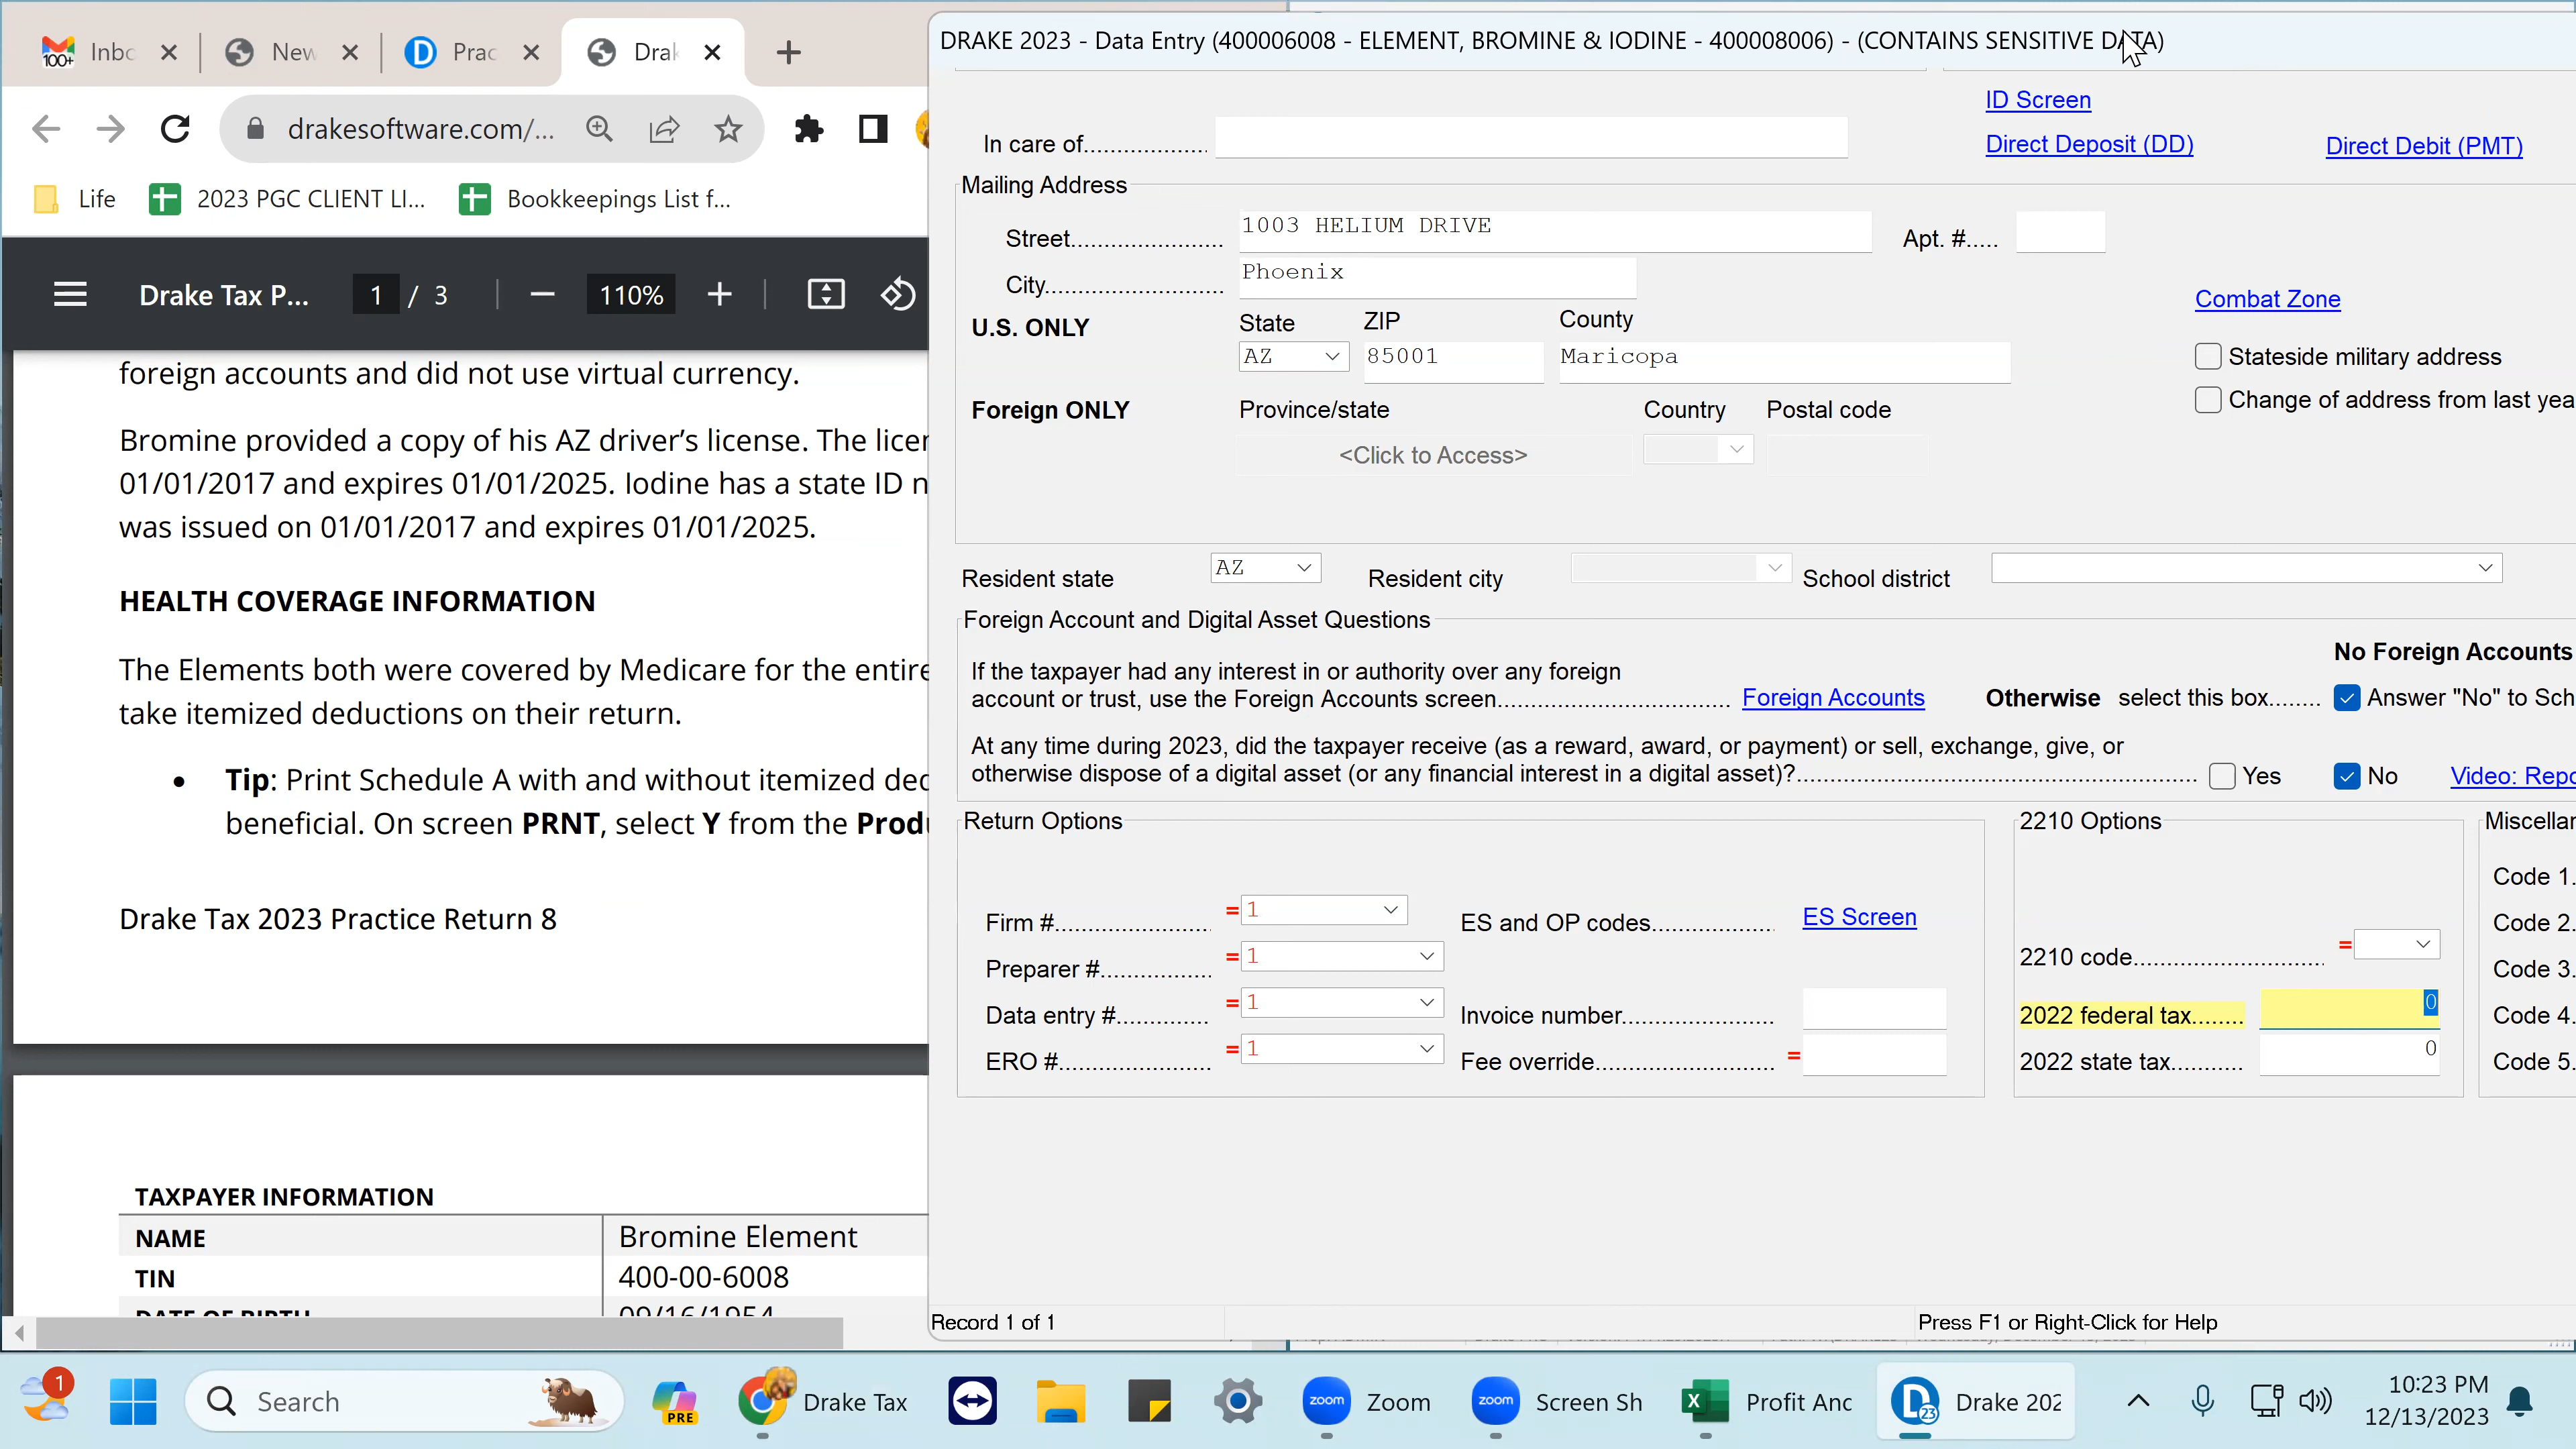 Inbc
New
Prac
Drak
drakesoftware.com/...
Life
2023 PGC CLIENT LI...
Bookkeepings List f...
Drake Tax P...
1 / 3
110%
foreign accounts and did not use virtual currency.
Bromine provided a copy of his AZ driver's license. The licer
01/01/2017 and expires 01/01/2025. Iodine has a state ID n
was issued on 01/01/2017 and expires 01/01/2025.
HEALTH COVERAGE INFORMATION
The Elements both were covered by Medicare for the entire
take itemized deductions on their return.
• Tip: Print Schedule A with and without itemized dec
beneficial. On screen PRNT, select Y from the Produ
Drake Tax 2023 Practice Return 8
TAXPAYER INFORMATION
NAME Bromine Element
TIN 400-00-6008
DATE OF BIRTH 09/16/1954
DRAKE 2023 - Data Entry (400006008 - ELEMENT, BROMINE & IODINE - 400008006) - (CONTAINS SENSITIVE DATA)
ID Screen
In care of
Direct Deposit (DD)
Direct Debit (PMT)
Mailing Address
Street 1003 HELIUM DRIVE Apt. #
City Phoenix
Combat Zone
U.S. ONLY State ZIP County
AZ 85001 Maricopa
Stateside military address
Change of address from last yea
Foreign ONLY Province/state Country Postal code
<Click to Access>
Resident state AZ Resident city School district
Foreign Account and Digital Asset Questions
No Foreign Accounts
If the taxpayer had any interest in or authority over any foreign
account or trust, use the Foreign Accounts screen Foreign Accounts Otherwise select this box Answer "No" to Sch
At any time during 2023, did the taxpayer receive (as a reward, award, or payment) or sell, exchange, give, or
otherwise dispose of a digital asset (or any financial interest in a digital asset)? Yes No Video: Repo
Return Options
2210 Options
Miscellar
Firm # = 1 ES and OP codes ES Screen
Preparer # = 1
Data entry # = 1 Invoice number
ERO # = 1 Fee override =
2210 code =
2022 federal tax 0
2022 state tax 0
Code 1.
Code 2.
Code 3.
Code 4.
Code 5.
Record 1 of 1
Press F1 or Right-Click for Help
1
Search
PRE
Drake Tax
zoom
Zoom
zoom
Screen Sh
Profit Anc
23
Drake 202
10:23 PM
12/13/2023